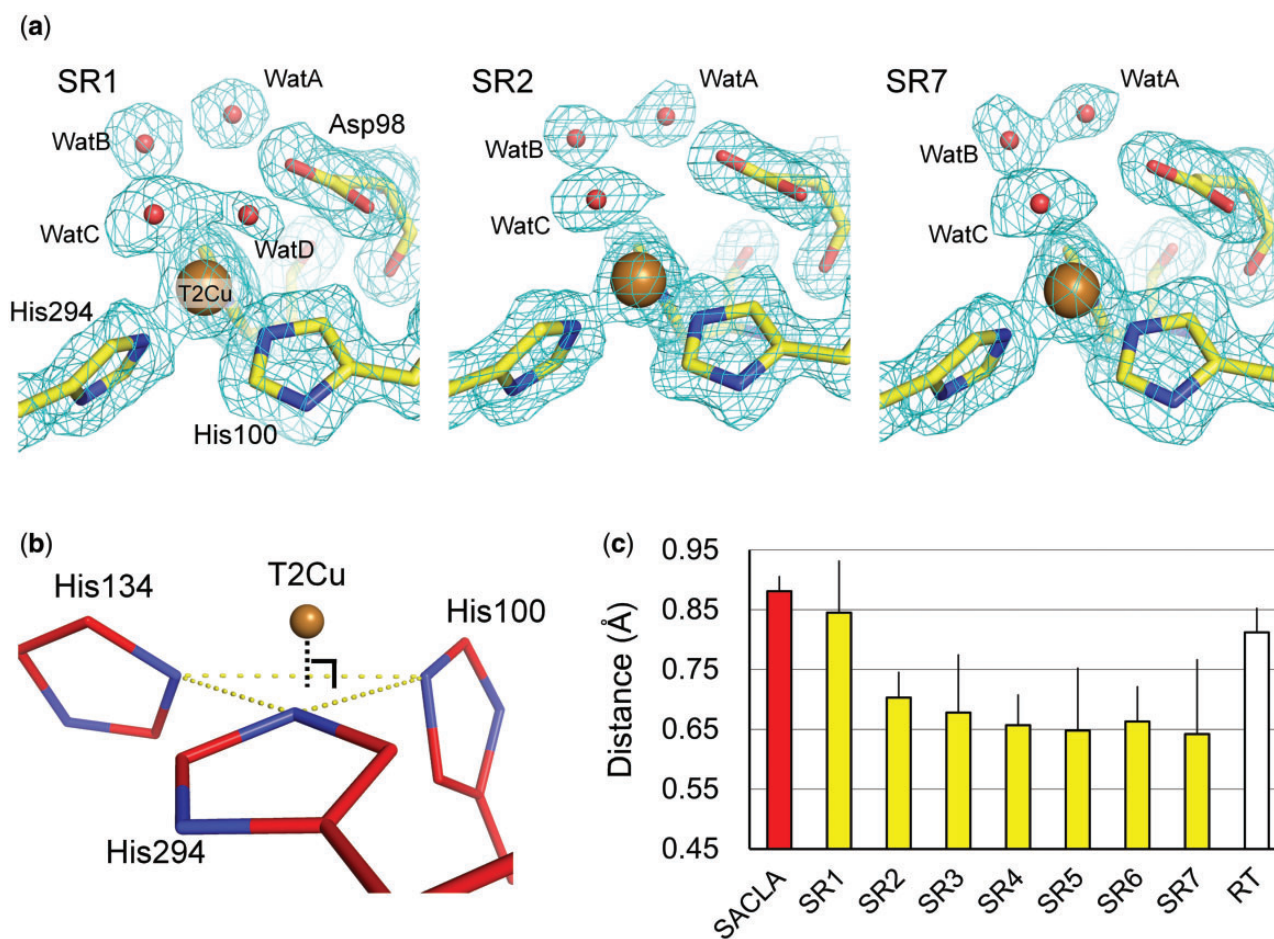 (a)
SR1
WatA
WatB
Asp98
WatC
WatD
T2Cu
His294
His100
SR2
WatA
WatB
WatC
SR7
WatA
WatB
WatC
(b)
His134
T2Cu
His100
His294
(c)
Distance (Å)
0.95
0.85
0.75
0.65
0.55
0.45
SACLA
SR1
SR2
SR3
SR4
SR5
SR6
SR7
RT